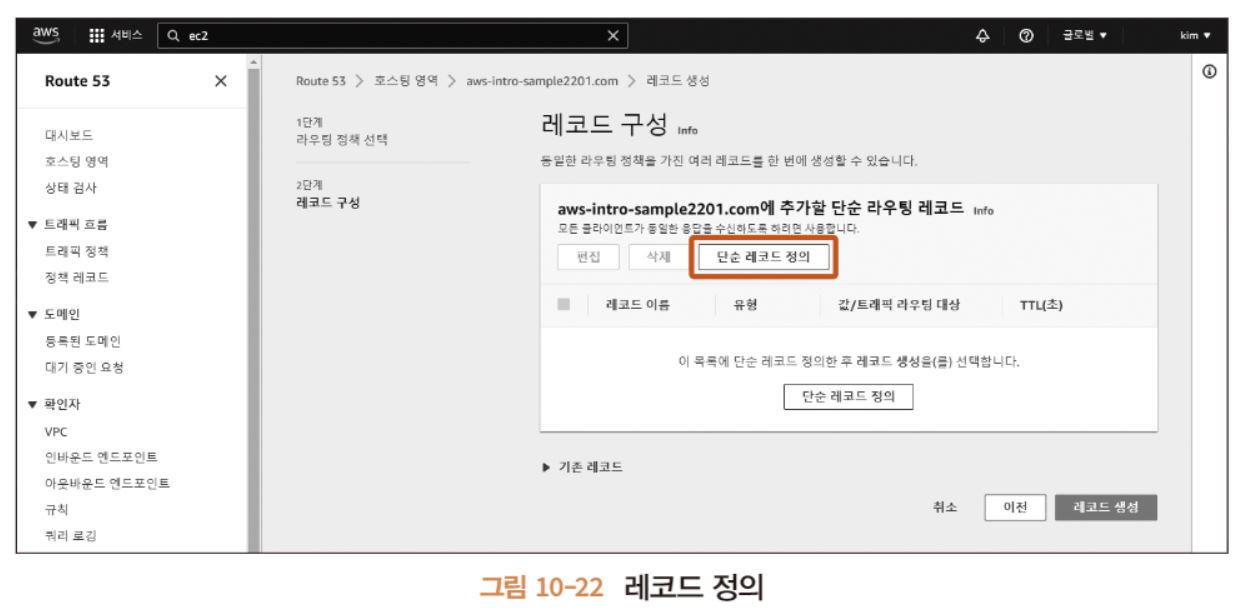 aws 서비스 ec2 글로벌 ▼ kim ▼
Route 53
대시보드
호스팅 영역
상태 검사
▼ 트래픽 흐름
트래픽 정책
정책 레코드
▼ 도메인
등록된 도메인
대기 중인 요청
▼ 확인자
VPC
인바운드 엔드포인트
아웃바운드 엔드포인트
규칙
쿼리 로깅
Route 53 > 호스팅 영역 > aws-intro-sample2201.com > 레코드 생성
1단계
라우팅 정책 선택
2단계
레코드 구성
레코드 구성 Info
동일한 라우팅 정책을 가진 여러 레코드를 한 번에 생성할 수 있습니다.
aws-intro-sample2201.com에 추가할 단순 라우팅 레코드 Info
모든 클라이언트가 동일한 응답을 수신하도록 하려면 사용합니다.
편집 삭제 단순 레코드 정의
레코드 이름 유형 값/트래픽 라우팅 대상 TTL(초)
이 목록에 단순 레코드 정의한 후 레코드 생성을(를) 선택합니다.
단순 레코드 정의
▶ 기존 레코드
취소 이전 레코드 생성
그림 10-22 레코드 정의